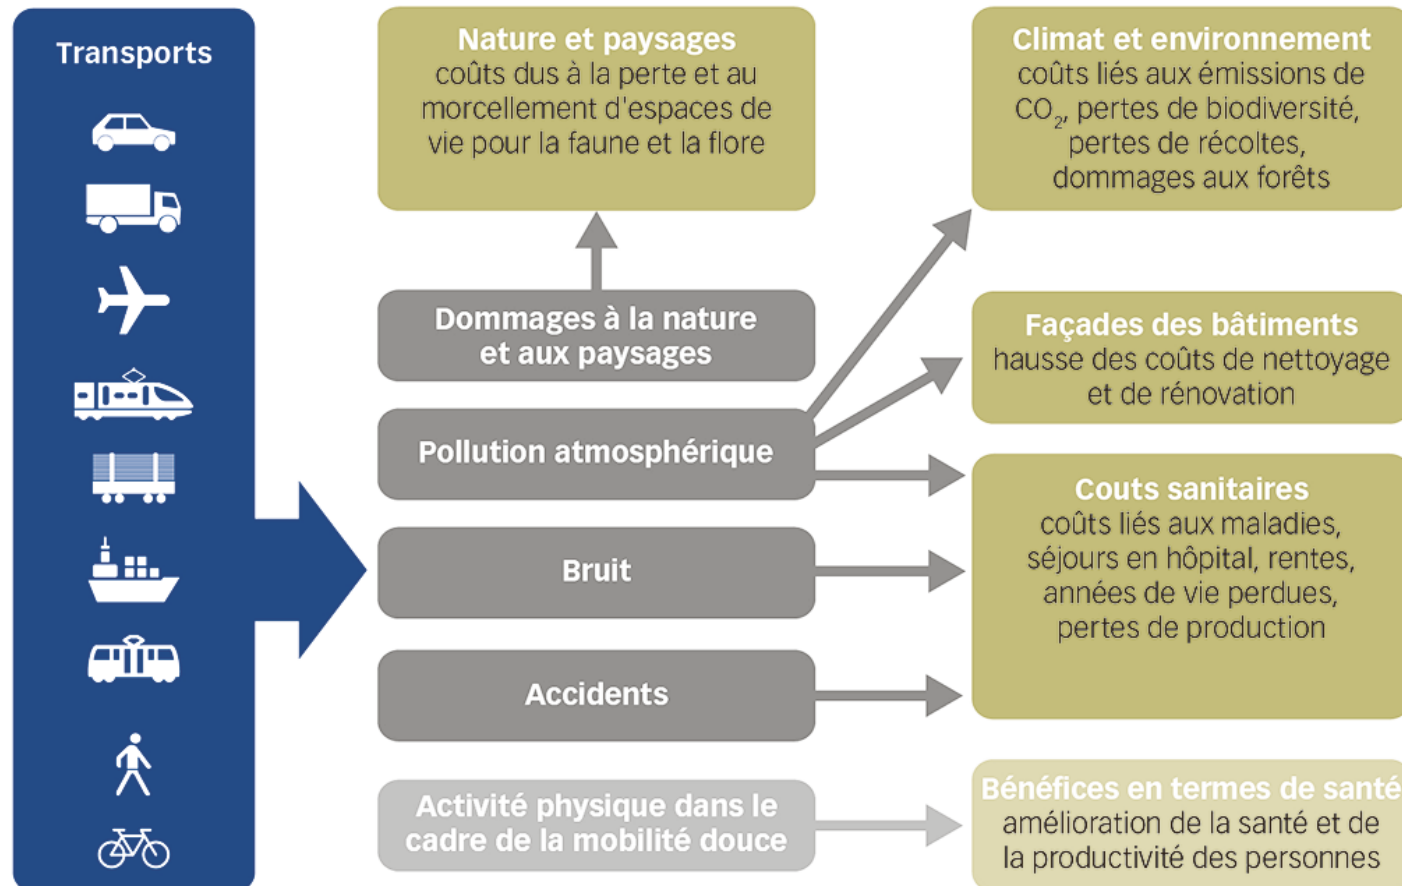 Transports
Nature et paysages
coûts dus à la perte et au
morcellement d'espaces de
vie pour la faune et la flore
Climat et environnement
coûts liés aux émissions de
CO₂, pertes de biodiversité,
pertes de récoltes,
dommages aux forêts
Dommages à la nature
et aux paysages
Façades des bâtiments
hausse des coûts de nettoyage
et de rénovation
Pollution atmosphérique
Couts sanitaires
coûts liés aux maladies,
séjours en hôpital, rentes,
années de vie perdues,
pertes de production
Bruit
Accidents
Activité physique dans le
cadre de la mobilité douce
Bénéfices en termes de santé
amélioration de la santé et de
la productivité des personnes